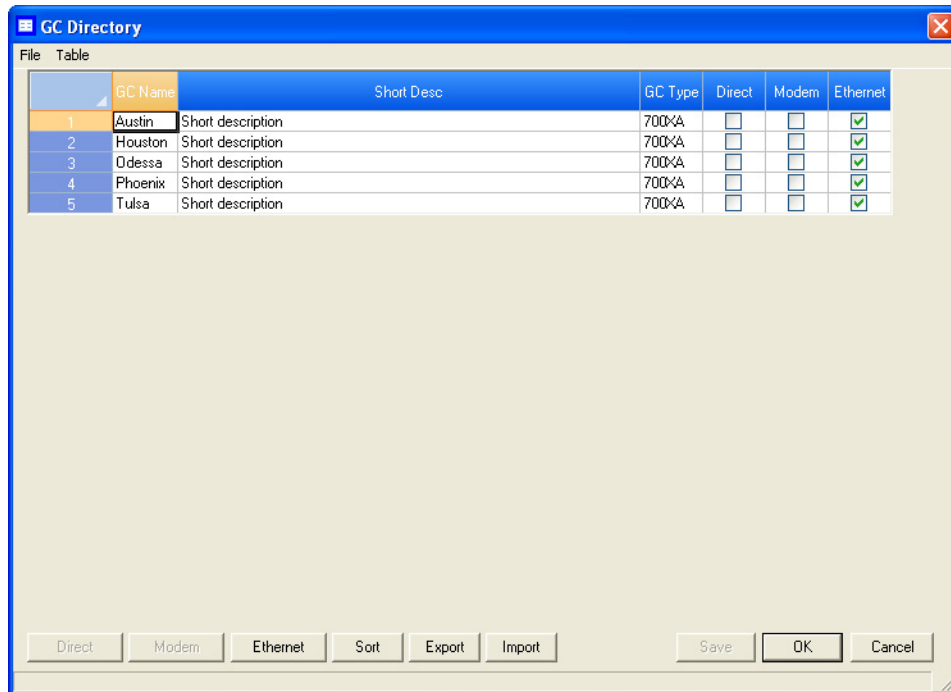 GC Directory
File Table
GC Name Short Desc GC Type Direct Modem Ethernet
1 Austin Short description 700XA
2 Houston Short description 700XA
3 Odessa Short description 700XA
4 Phoenix Short description 700XA
5 Tulsa Short description 700XA
Direct Modem Ethernet Sort Export Import Save OK Cancel